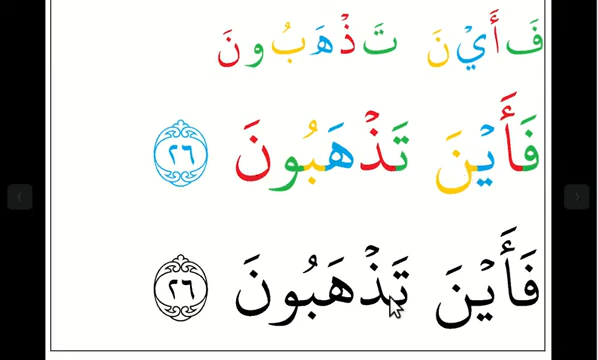 فَ أَ يْ نَ تَ ذْ هَ بُ و نَ
فَأَيْنَ تَذْهَبُونَ ٢٦
فَأَيْنَ تَذْهَبُونَ ٢٦